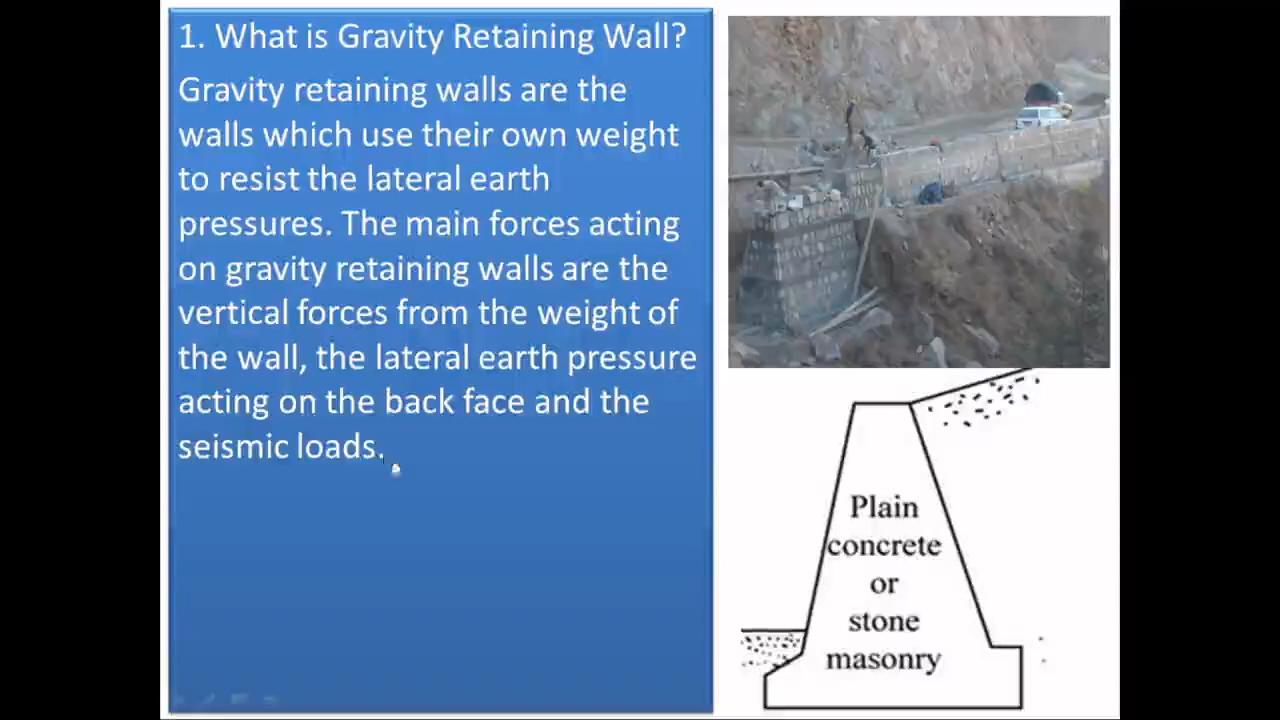 1. What is Gravity Retaining Wall?
Gravity retaining walls are the
walls which use their own weight
to resist the lateral earth
pressures. The main forces acting
on gravity retaining walls are the
vertical forces from the weight of
the wall, the lateral earth pressure
acting on the back face and the
seismic loads.
Plain
concrete
or
stone
masonry